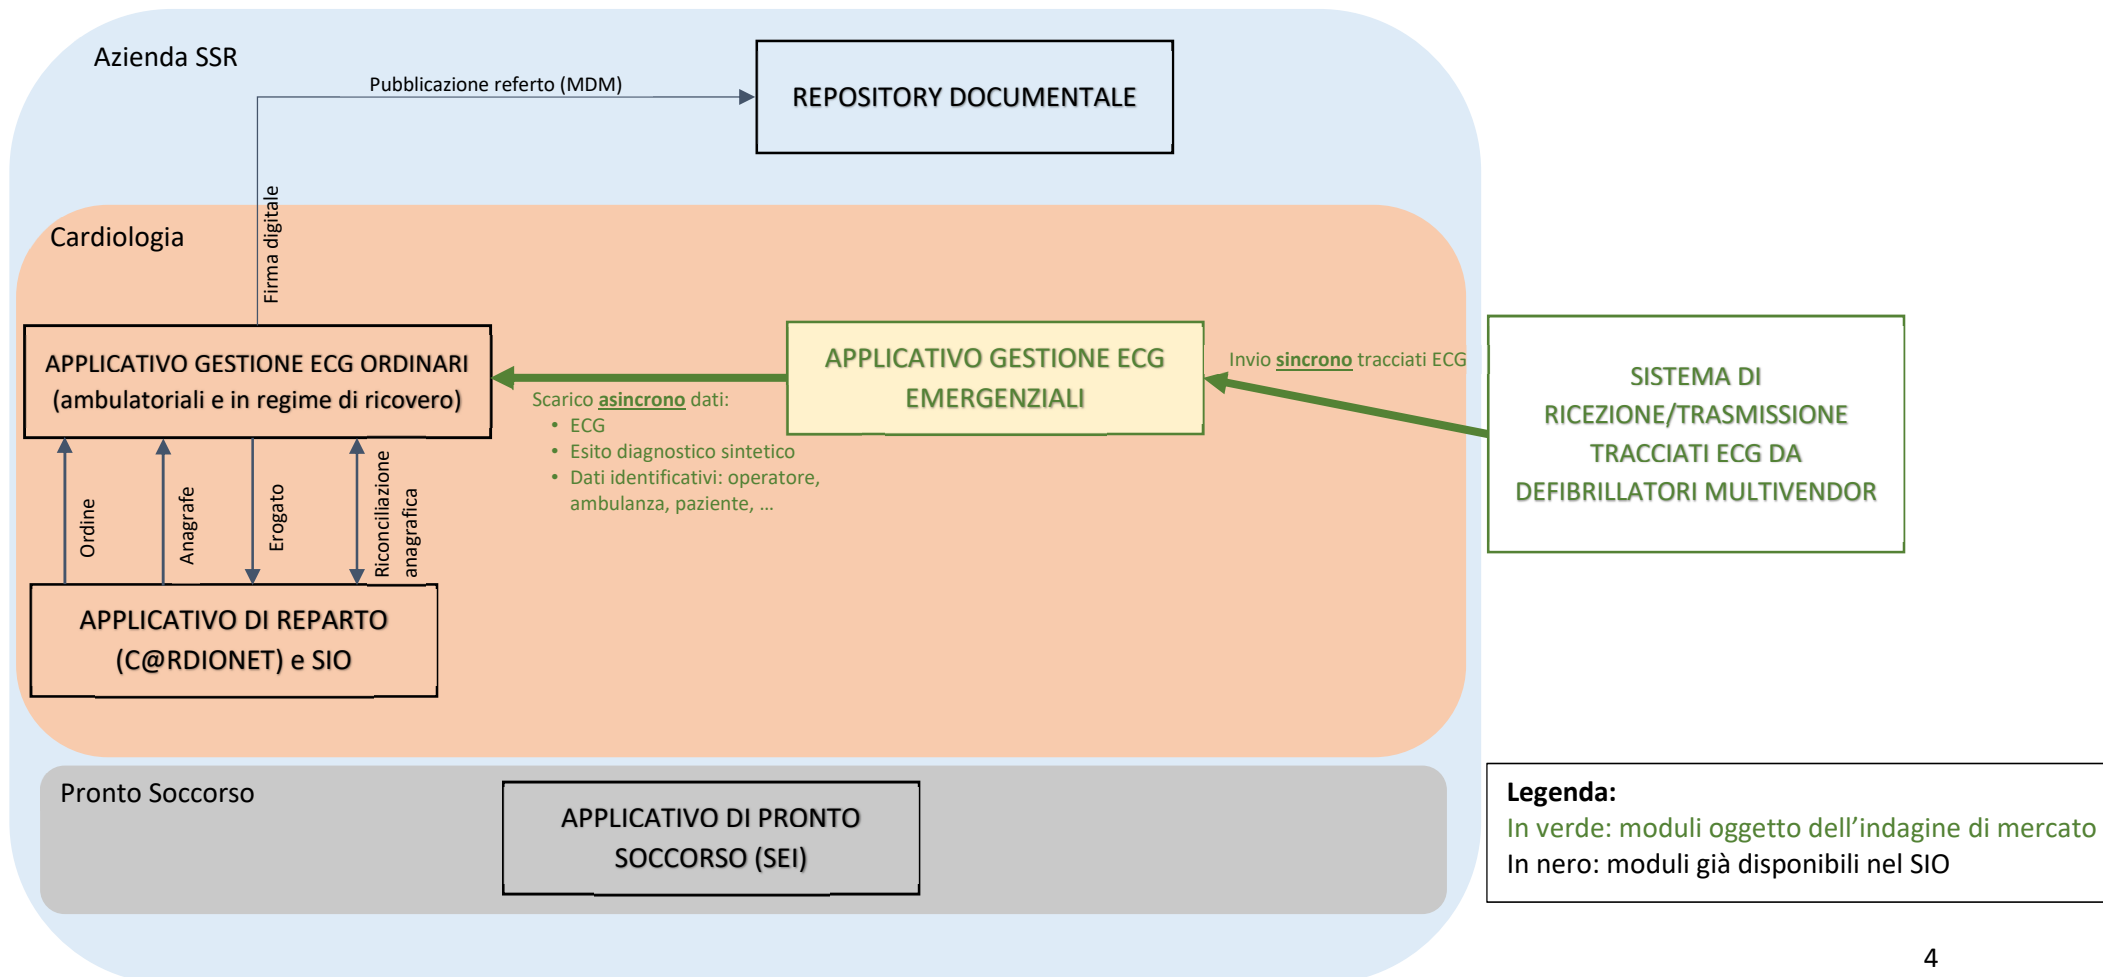 Azienda SSR
Pubblicazione referto (MDM)
REPOSITORY DOCUMENTALE
Firma digitale
Cardiologia
APPLICATIVO GESTIONE ECG ORDINARI
(ambulatoriali e in regime di ricovero)
APPLICATIVO GESTIONE ECG
EMERGENZIALI
Invio sincrono tracciati ECG
SISTEMA DI
RICEZIONE/TRASMISSIONE
TRACCIATI ECG DA
DEFIBRILLATORI MULTIVENDOR
Scarico asincrono dati:
• ECG
• Esito diagnostico sintetico
• Dati identificativi: operatore,
ambulanza, paziente, …
Ordine
Anagrafe
Erogato
Riconciliazione
anagrafica
APPLICATIVO DI REPARTO
(C@RDIONET) e SIO
Pronto Soccorso
APPLICATIVO DI PRONTO
SOCCORSO (SEI)
Legenda:
In verde: moduli oggetto dell’indagine di mercato
In nero: moduli già disponibili nel SIO
4